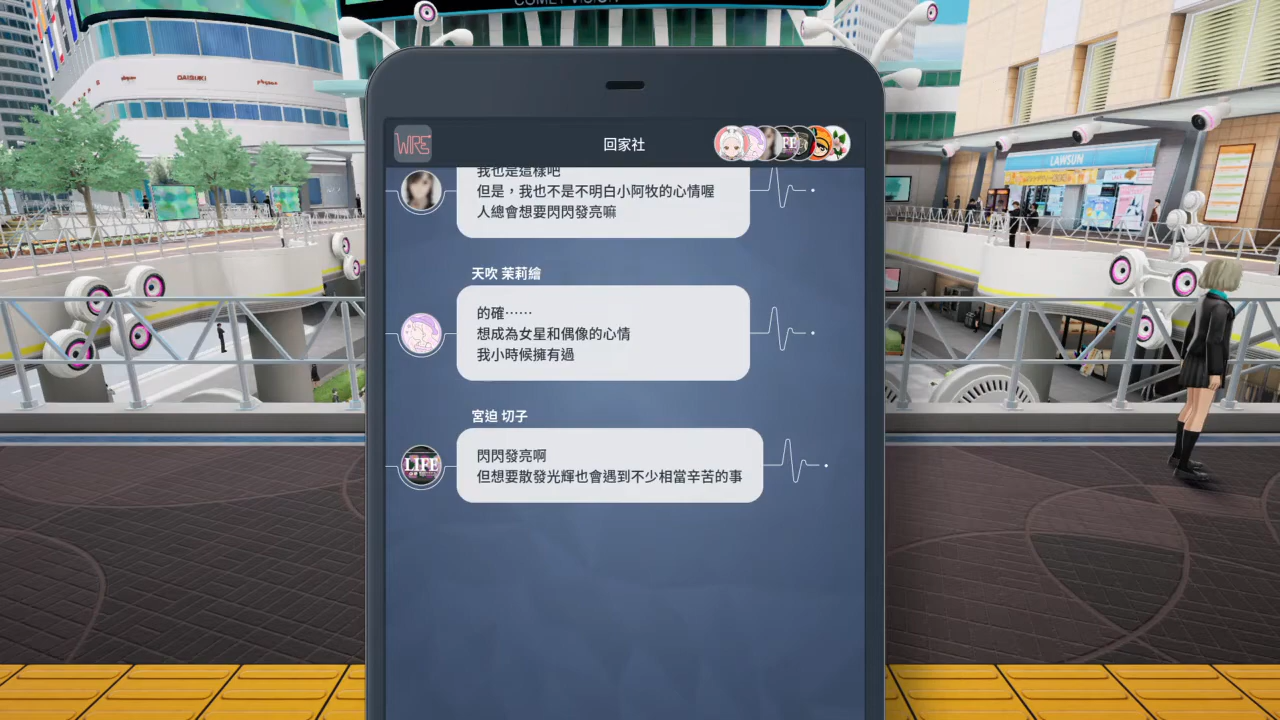 COMET VISION
DAISUKI
WIRE
回家社
LIFE
LAWSUN
我也是這樣吧
但是，我也不是不明白小阿牧的心情喔
人總會想要閃閃發亮嘛
天吹 茉莉繪
的確……
想成為女星和偶像的心情
我小時候擁有過
宮迫 切子
LIFE
閃閃發亮啊
但想要散發光輝也會遇到不少相當辛苦的事